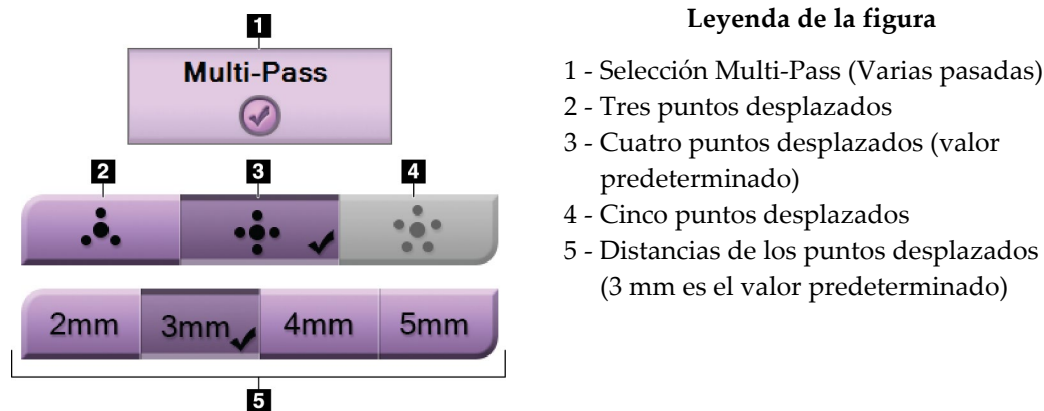 1
Multi-Pass
2
3
4
2mm
3mm
4mm
5mm
5
Leyenda de la figura
1 - Selección Multi-Pass (Varias pasadas)
2 - Tres puntos desplazados
3 - Cuatro puntos desplazados (valor
predeterminado)
4 - Cinco puntos desplazados
5 - Distancias de los puntos desplazados
(3 mm es el valor predeterminado)